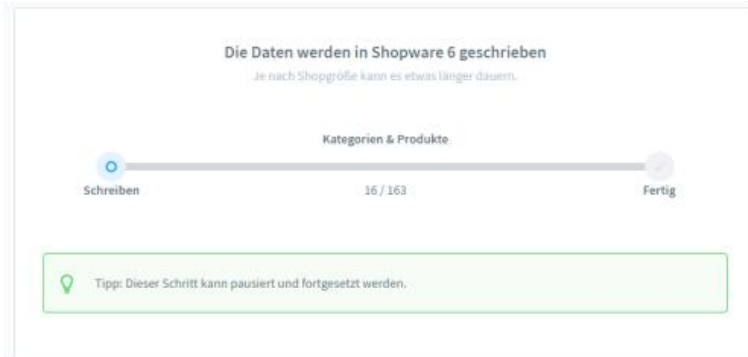 Die Daten werden in Shopware 6 geschrieben
Je nach Shopgröße kann es etwas länger dauern.
Kategorien & Produkte
Schreiben
16 / 163
Fertig
Tipp: Dieser Schritt kann pausiert und fortgesetzt werden.